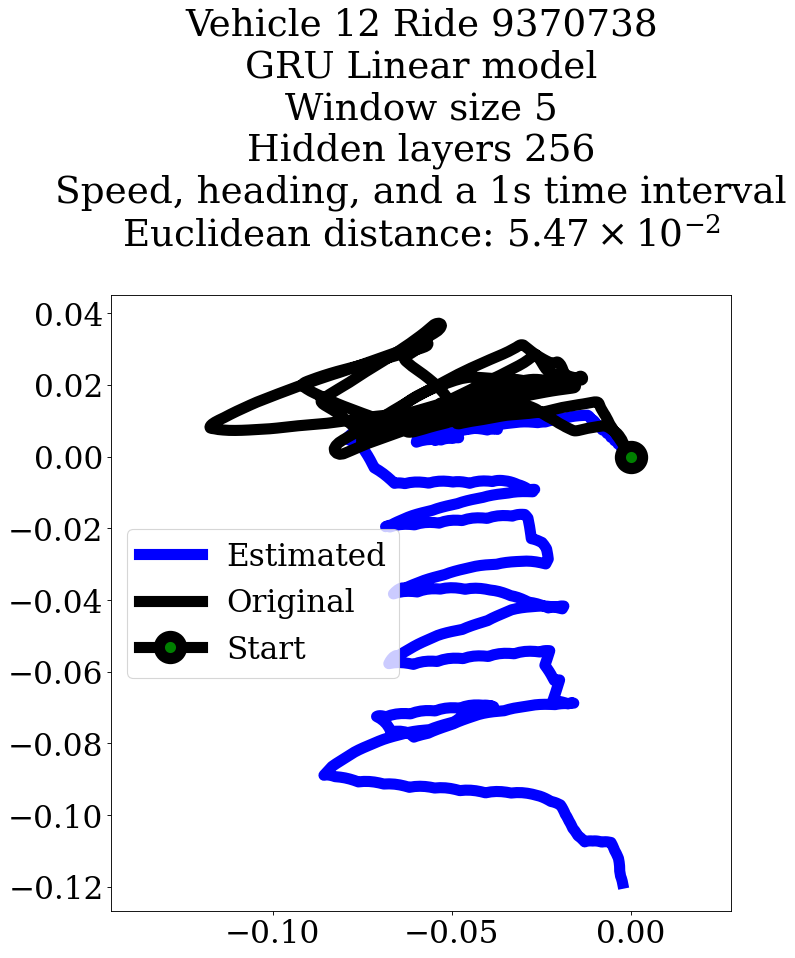 Vehicle 12 Ride 9370738
GRU Linear model
Window size 5
Hidden layers 256
Speed, heading, and a 1s time interval
Euclidean distance: 5.47 × 10⁻²
0.04
0.02
0.00
−0.02
−0.04
−0.06
−0.08
−0.10
−0.12
Estimated
Original
Start
−0.10 −0.05 0.00